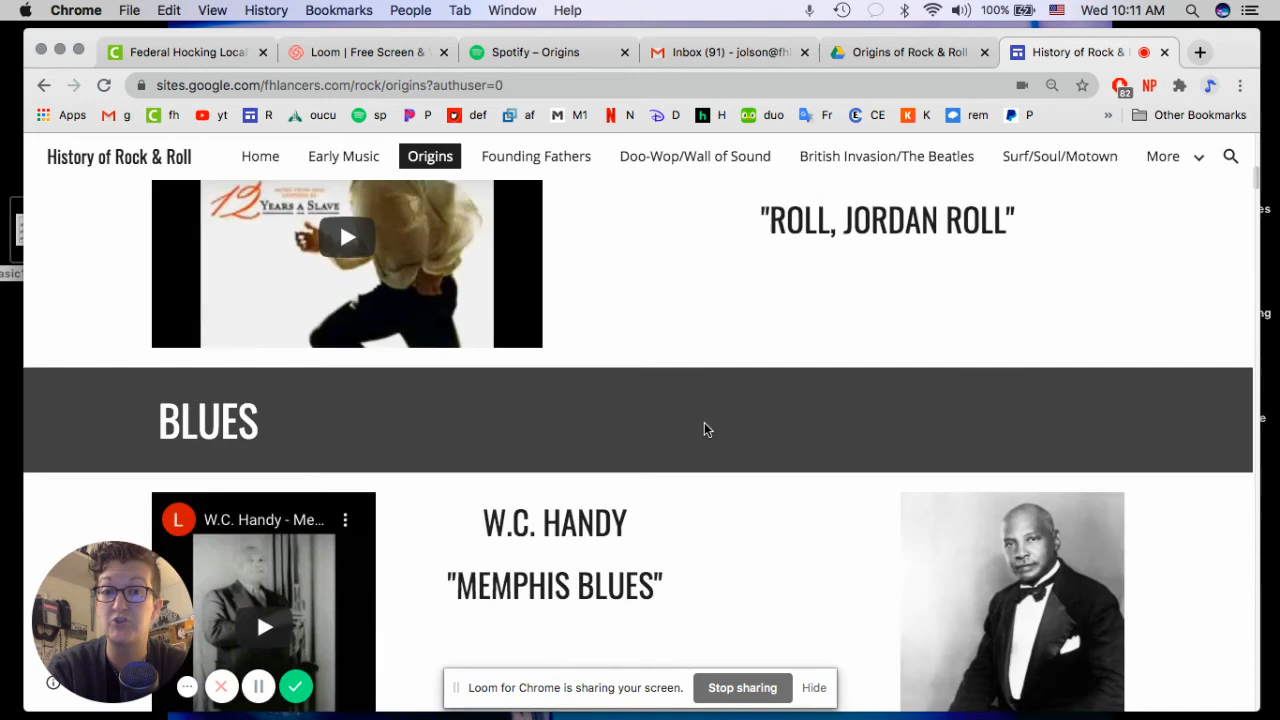 Chrome File Edit View History Bookmarks People Tab Window Help 100% Wed 10:11 AM
Federal Hocking Local Loom | Free Screen & Spotify – Origins Inbox (91) - jolson@fh Origins of Rock & Roll History of Rock &
sites.google.com/fhlancers.com/rock/origins?authuser=0 82 NP
Apps g fh yt R oucu sp P def af M1 N D H duo Fr CE K rem P » Other Bookmarks
History of Rock & Roll Home Early Music Origins Founding Fathers Doo-Wop/Wall of Sound British Invasion/The Beatles Surf/Soul/Motown More
12 YEARS A SLAVE
"ROLL, JORDAN ROLL"
BLUES
L W.C. Handy - Me...
W.C. HANDY
"MEMPHIS BLUES"
Loom for Chrome is sharing your screen. Stop sharing Hide